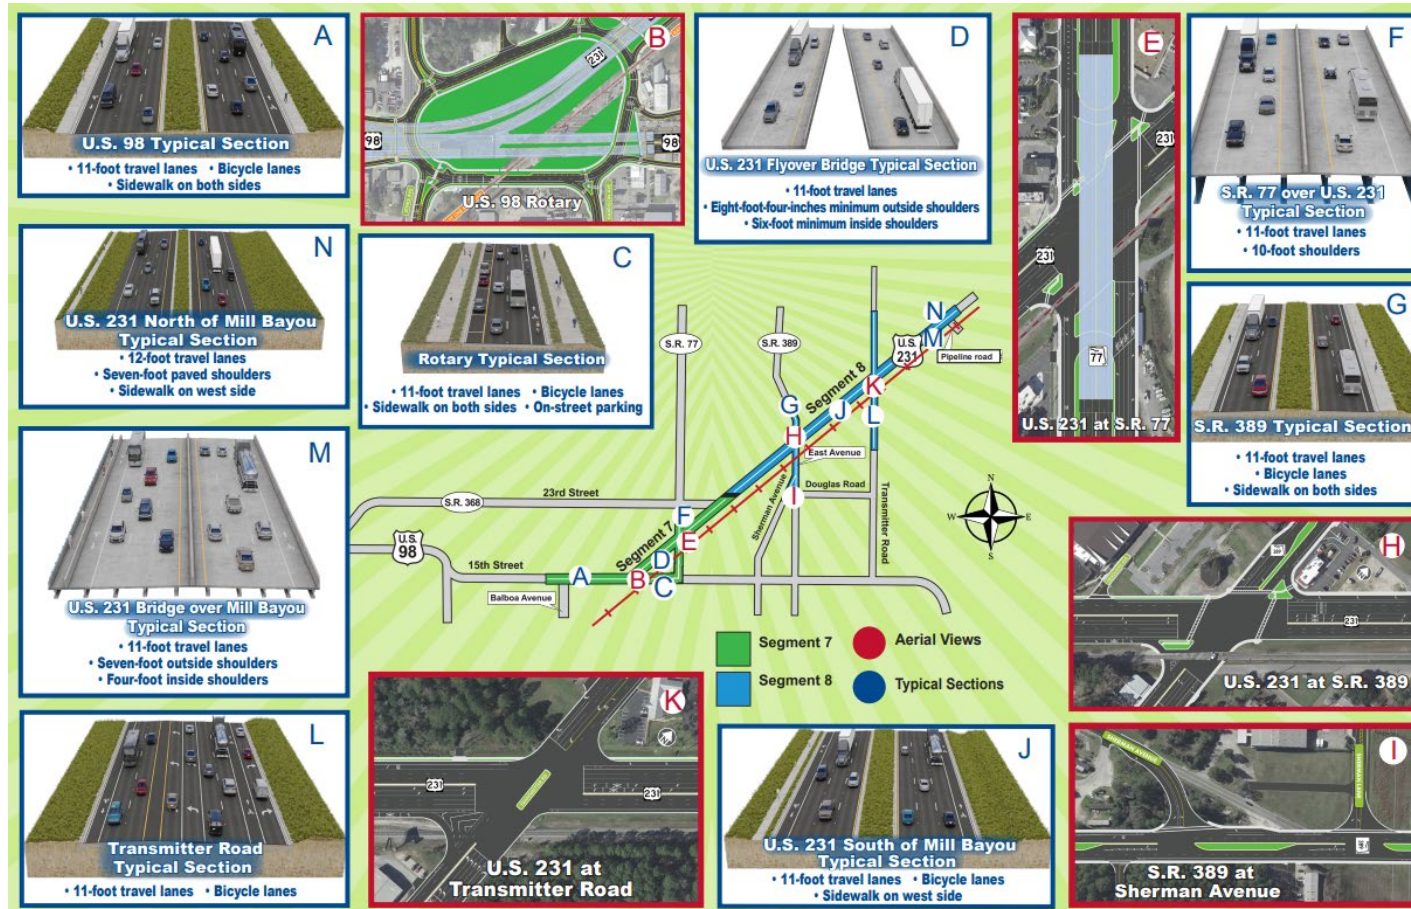 A
U.S. 98 Typical Section
• 11-foot travel lanes • Bicycle lanes
• Sidewalk on both sides
B
231
98
98
U.S. 98 Rotary
D
U.S. 231 Flyover Bridge Typical Section
• 11-foot travel lanes
• Eight-foot-four-inches minimum outside shoulders
• Six-foot minimum inside shoulders
E
231
231
77
U.S. 231 at S.R. 77
F
S.R. 77 over U.S. 231
Typical Section
• 11-foot travel lanes
• 10-foot shoulders
N
U.S. 231 North of Mill Bayou
Typical Section
• 12-foot travel lanes
• Seven-foot paved shoulders
• Sidewalk on west side
C
Rotary Typical Section
• 11-foot travel lanes • Bicycle lanes
• Sidewalk on both sides • On-street parking
G
S.R. 389 Typical Section
• 11-foot travel lanes
• Bicycle lanes
• Sidewalk on both sides
M
U.S. 231 Bridge over Mill Bayou
Typical Section
• 11-foot travel lanes
• Seven-foot outside shoulders
• Four-foot inside shoulders
N
M
S.R. 77
S.R. 389
U.S.
231
Pipeline road
Segment 8
K
G
J
L
H
East Avenue
Douglas Road
Sherman Avenue
I
Transmitter Road
23rd Street
S.R. 368
F
Segment 7
E
U.S.
98
D
15th Street
A
B
C
Balboa Avenue
N
W
E
S
Segment 7
Aerial Views
Segment 8
Typical Sections
H
231
U.S. 231 at S.R. 389
L
Transmitter Road
Typical Section
• 11-foot travel lanes • Bicycle lanes
K
231
231
U.S. 231 at
Transmitter Road
J
U.S. 231 South of Mill Bayou
Typical Section
• 11-foot travel lanes • Bicycle lanes
• Sidewalk on west side
I
SHERMAN AVENUE
S.R. 389 at
Sherman Avenue